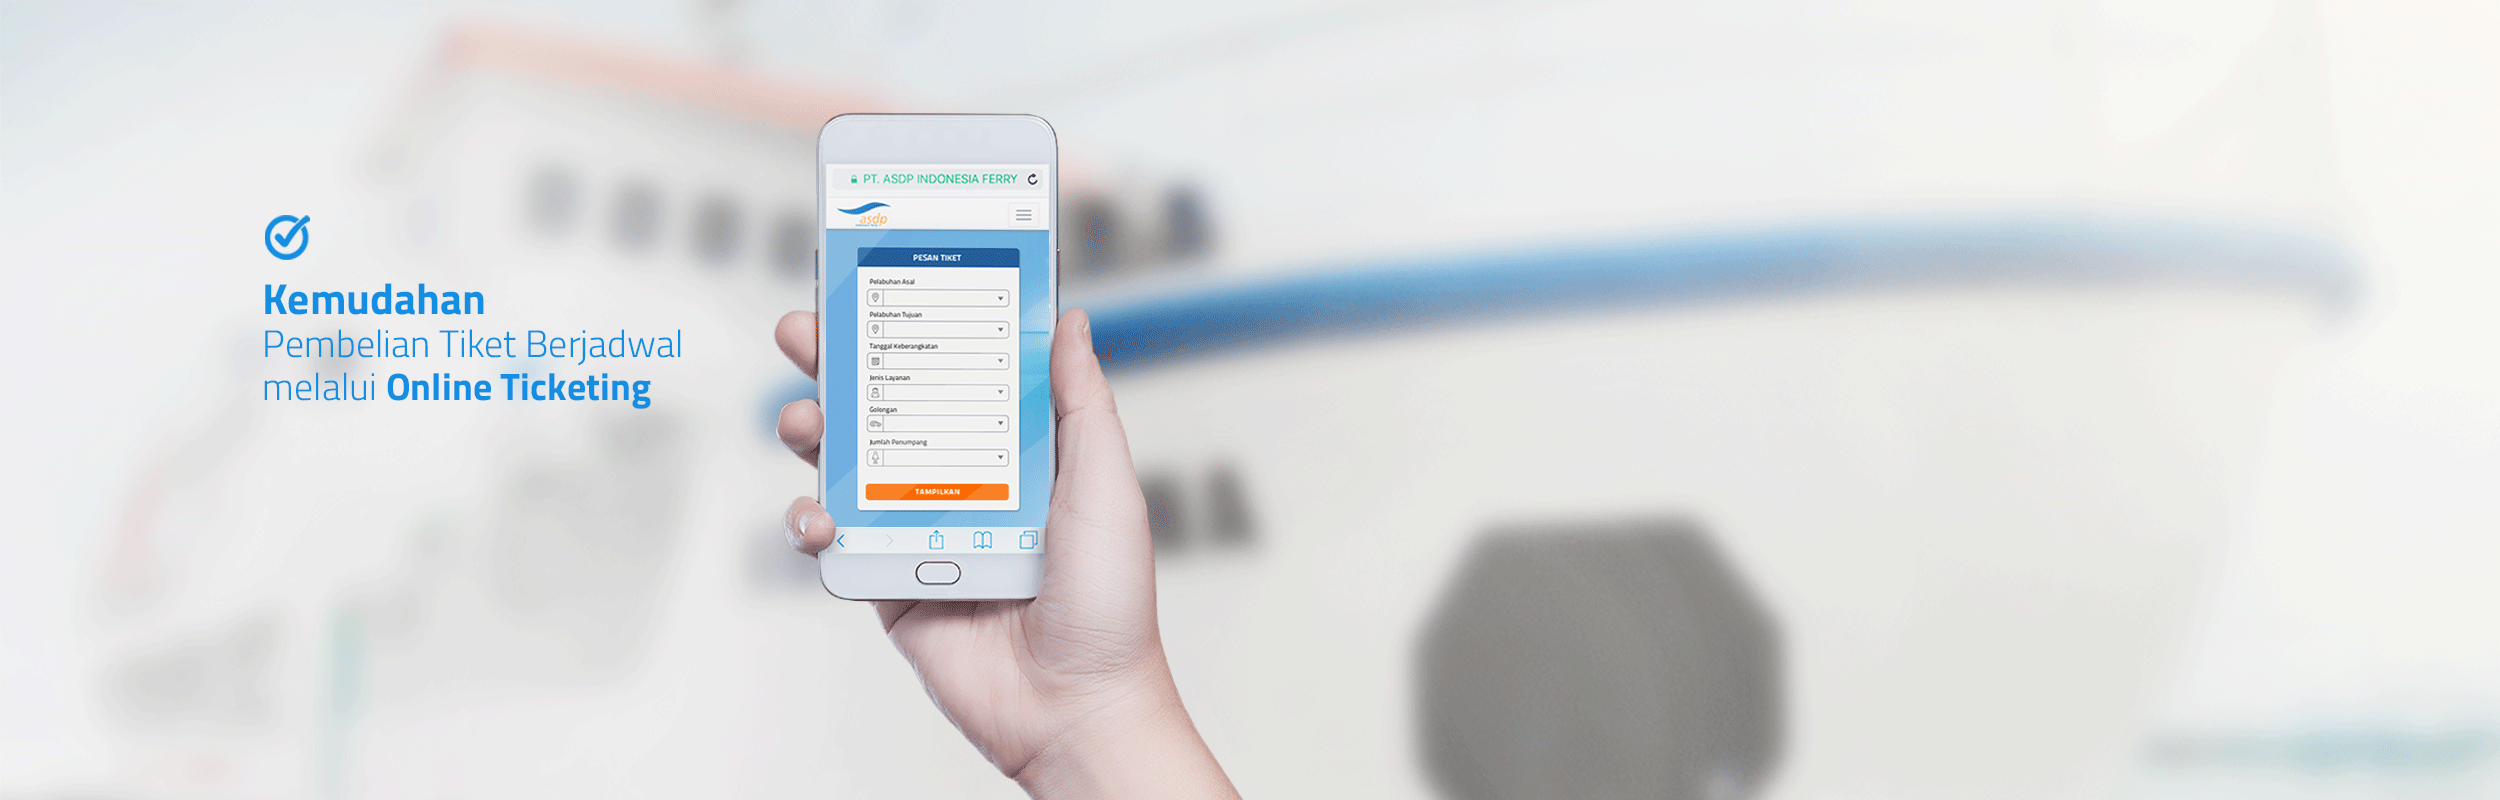 Kemudahan
Pembelian Tiket Berjadwal
melalui Online Ticketing
PT. ASDP INDONESIA FERRY
asdp
PESAN TIKET
Pelabuhan Asal
Pelabuhan Tujuan
Tanggal Keberangkatan
Jenis Layanan
Golongan
Jumlah Penumpang
TAMPILKAN